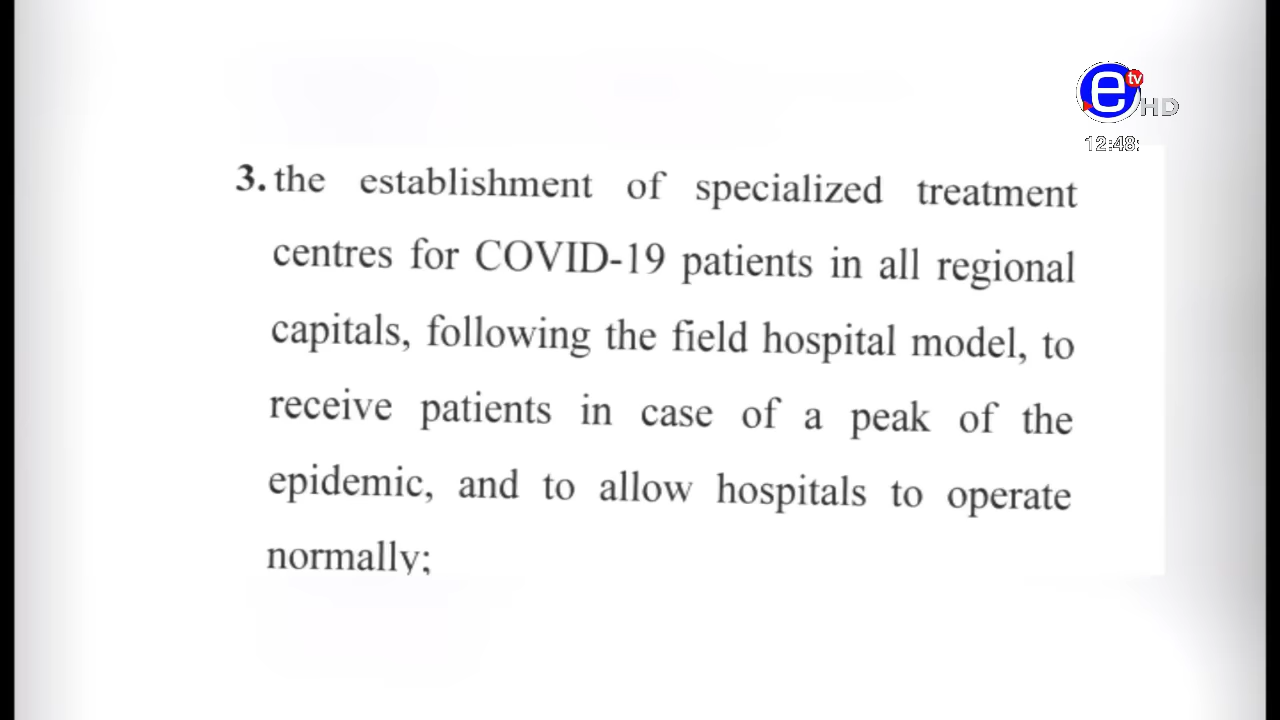 e tv HD
12:48:
3. the establishment of specialized treatment
centres for COVID-19 patients in all regional
capitals, following the field hospital model, to
receive patients in case of a peak of the
epidemic, and to allow hospitals to operate
normally;